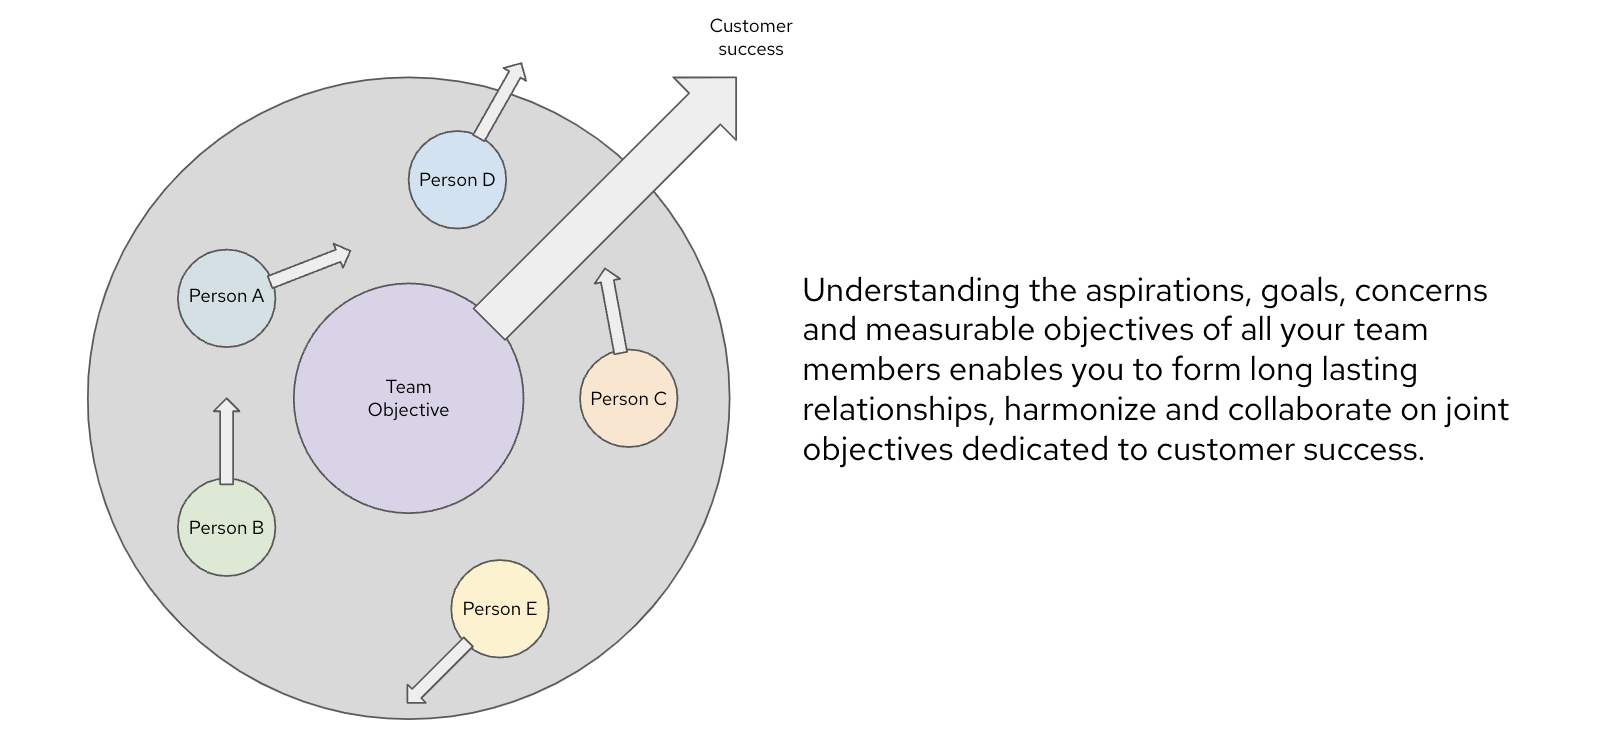 Customer
success
Person D
Person A
Team
Objective
Person C
Person B
Person E
Understanding the aspirations, goals, concerns
and measurable objectives of all your team
members enables you to form long lasting
relationships, harmonize and collaborate on joint
objectives dedicated to customer success.